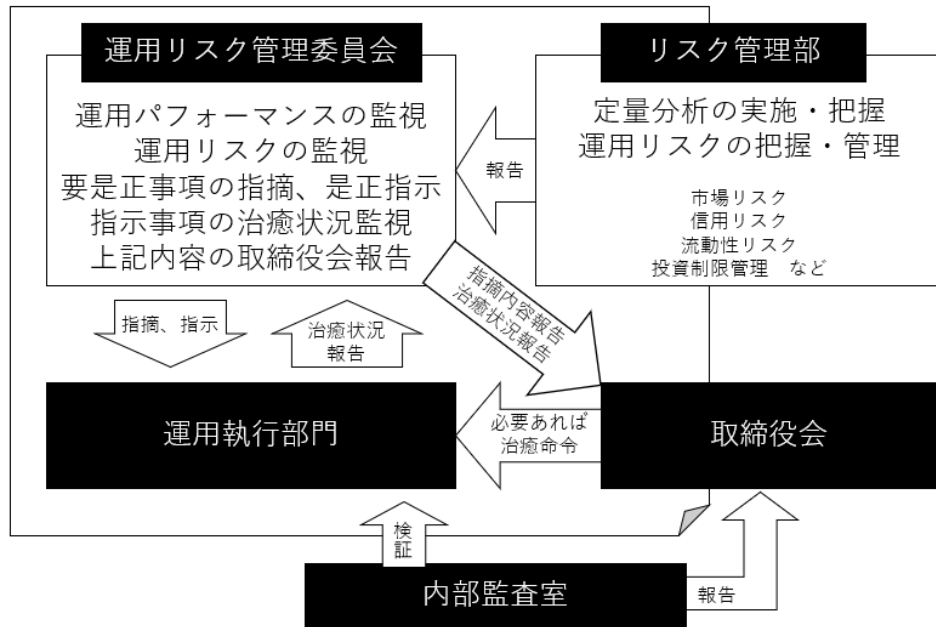 運用リスク管理委員会
運用パフォーマンスの監視
運用リスクの監視
要是正事項の指摘、是正指示
指示事項の治癒状況監視
上記内容の取締役会報告
リスク管理部
定量分析の実施・把握
運用リスクの把握・管理
市場リスク
信用リスク
流動性リスク
投資制限管理　など
報告
指摘内容報告
治癒状況報告
指摘、指示
治癒状況
報告
運用執行部門
必要あれば
治癒命令
取締役会
検証
内部監査室
報告